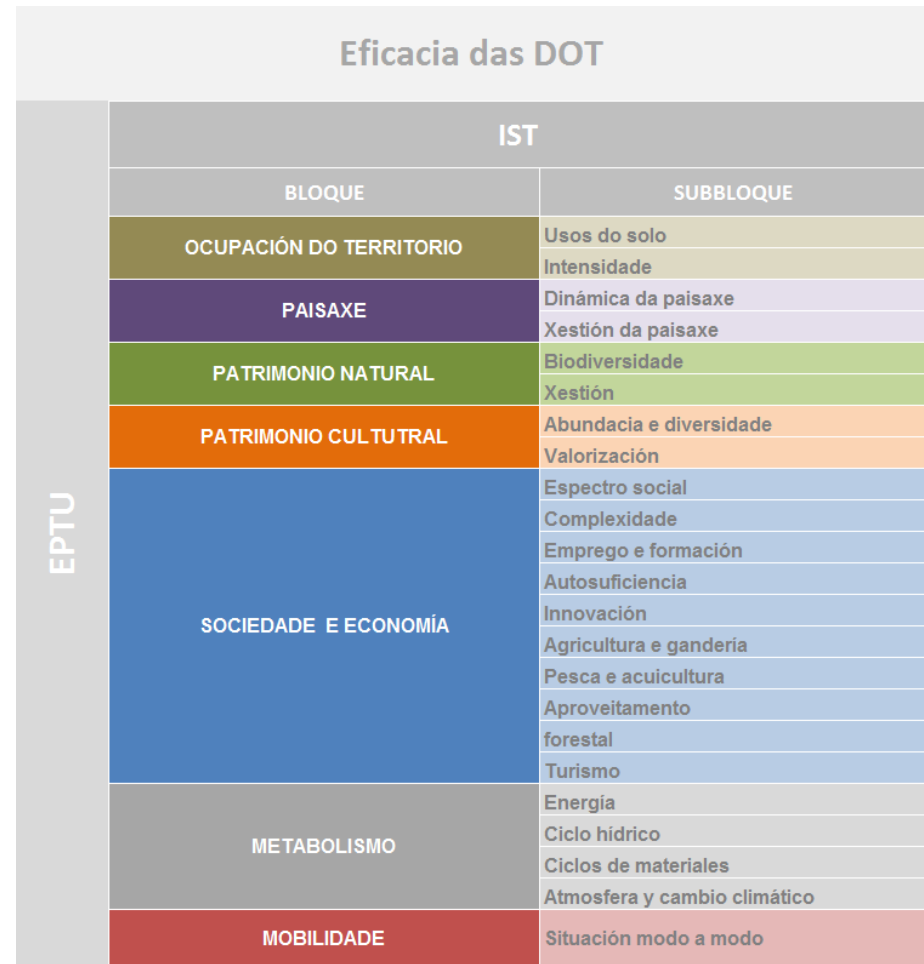 Eficacia das DOT
EPTU
IST
BLOQUE
SUBBLOQUE
OCUPACIÓN DO TERRITORIO
Usos do solo
Intensidade
PAISAXE
Dinámica da paisaxe
Xestión da paisaxe
PATRIMONIO NATURAL
Biodiversidade
Xestión
PATRIMONIO CULTUTRAL
Abundacia e diversidade
Valorización
SOCIEDADE E ECONOMÍA
Espectro social
Complexidade
Emprego e formación
Autosuficiencia
Innovación
Agricultura e gandería
Pesca e acuicultura
Aproveitamento
forestal
Turismo
METABOLISMO
Energía
Ciclo hídrico
Ciclos de materiales
Atmosfera y cambio climático
MOBILIDADE
Situación modo a modo